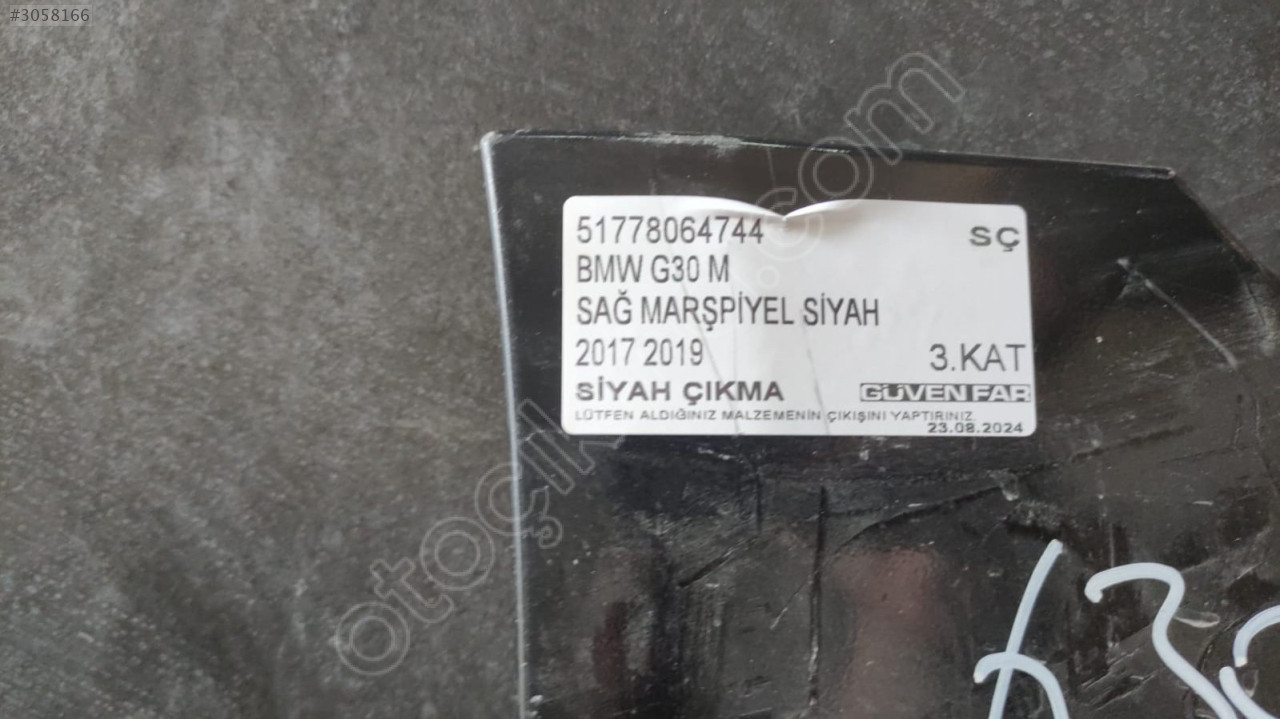 #3058166
51778064744
SÇ
BMW G30 M
SAĞ MARŞPİYEL SİYAH
2017 2019
3.KAT
SİYAH ÇIKMA
GÜVEN FAR
LÜTFEN ALDIĞINIZ MALZEMENİN ÇIKIŞINI YAPTIRINIZ.
23.08.2024